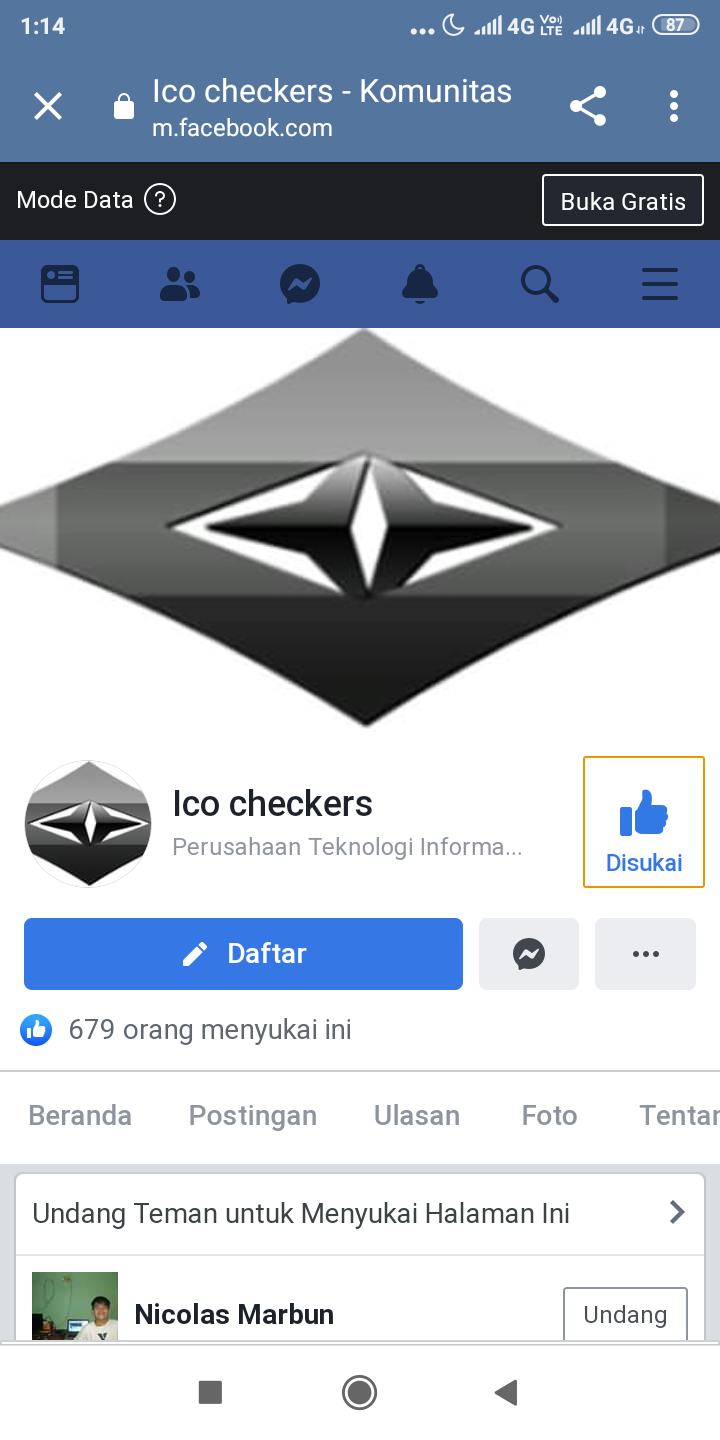 1:14
4G Vo)) LTE 4G 87
Ico checkers - Komunitas
m.facebook.com
Mode Data ?
Buka Gratis
Ico checkers
Perusahaan Teknologi Informa...
Disukai
Daftar
679 orang menyukai ini
Beranda Postingan Ulasan Foto Tentar
Undang Teman untuk Menyukai Halaman Ini
Nicolas Marbun
Undang